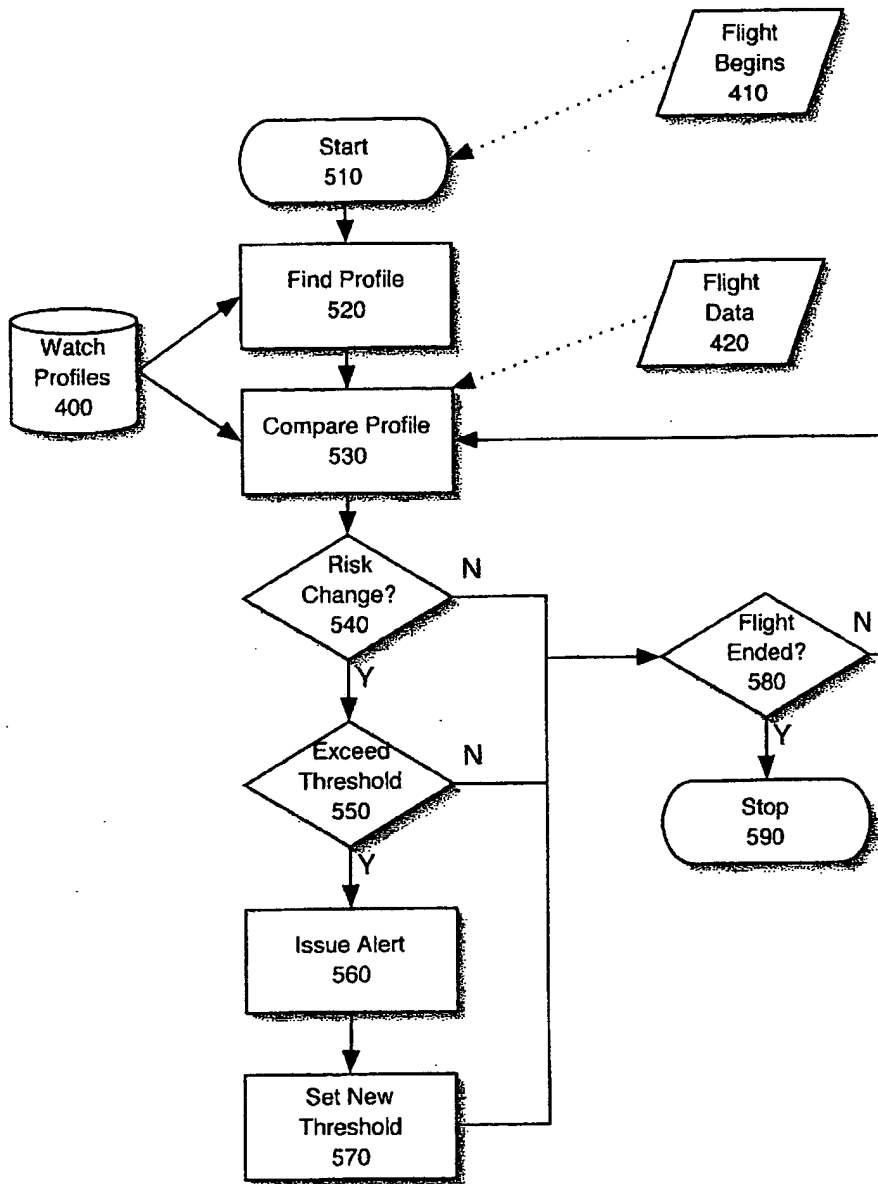 Flight
Begins
410
Start
510
Find Profile
520
Flight
Data
420
Watch
Profiles
400
Compare Profile
530
Risk
Change?
540
N
Y
Flight
Ended?
580
N
Y
Exceed
Threshold
550
N
Y
Stop
590
Issue Alert
560
Set New
Threshold
570